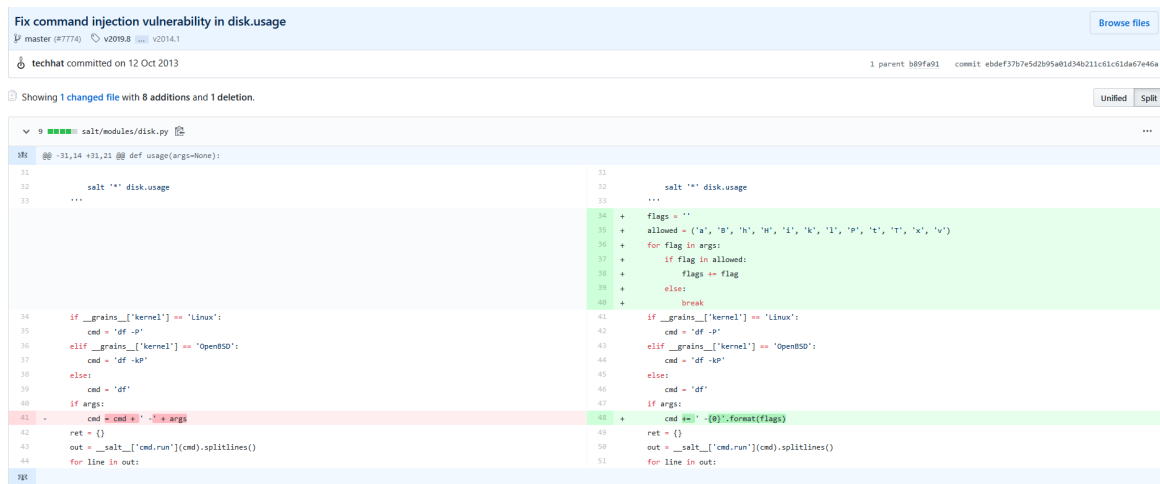 Fix command injection vulnerability in disk.usage
Browse files
master (#7774) v2019.8 ... v2014.1
techhat committed on 12 Oct 2013
1 parent b89fa91 commit ebdef37b7e5d2b95a01d34b211c61c61da67e46a
Showing 1 changed file with 8 additions and 1 deletion.
Unified Split
9 salt/modules/disk.py
@@ -31,14 +31,21 @@ def usage(args=None):
31
32 salt '*' disk.usage
33 '''
34 if __grains__['kernel'] == 'Linux':
35 cmd = 'df -P'
36 elif __grains__['kernel'] == 'OpenBSD':
37 cmd = 'df -kP'
38 else:
39 cmd = 'df'
40 if args:
41 - cmd = cmd + ' -' + args
42 ret = {}
43 out = __salt__['cmd.run'](cmd).splitlines()
44 for line in out:
31
32 salt '*' disk.usage
33 '''
34 + flags = ''
35 + allowed = ('a', 'B', 'h', 'H', 'i', 'k', 'l', 'P', 't', 'T', 'x', 'v')
36 + for flag in args:
37 + if flag in allowed:
38 + flags += flag
39 + else:
40 + break
41 if __grains__['kernel'] == 'Linux':
42 cmd = 'df -P'
43 elif __grains__['kernel'] == 'OpenBSD':
44 cmd = 'df -kP'
45 else:
46 cmd = 'df'
47 if args:
48 + cmd += ' -{0}'.format(flags)
49 ret = {}
50 out = __salt__['cmd.run'](cmd).splitlines()
51 for line in out: